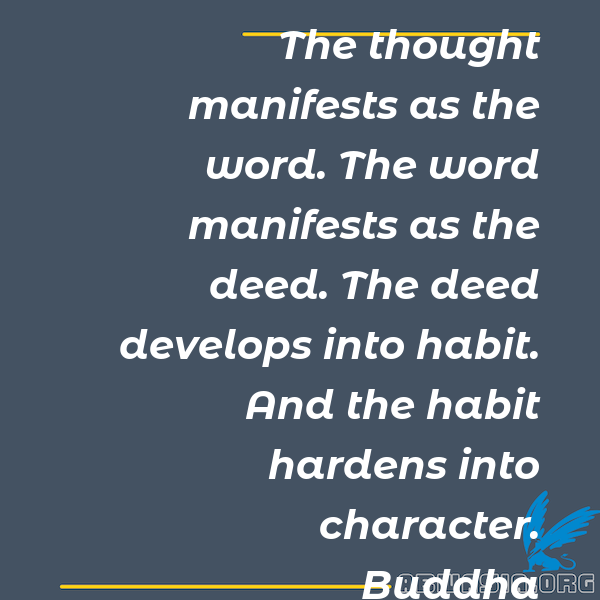 The thought
manifests as the
word. The word
manifests as the
deed. The deed
develops into habit.
And the habit
hardens into
character.
Buddha